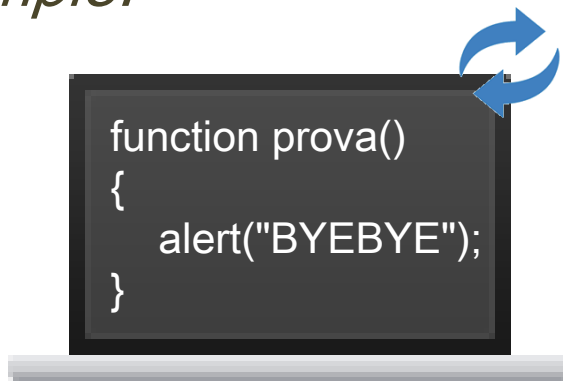 function prova()
{
alert("BYEBYE");
}